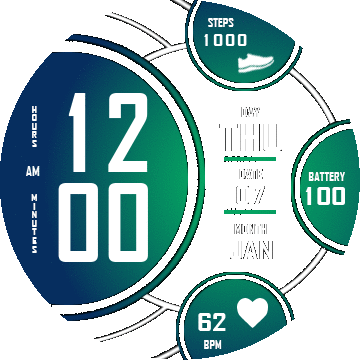 STEPS
1000
HOURS
12
AM
MINUTES
00
DAY
THU
DATE
07
MONTH
JAN
BATTERY
100
62
BPM